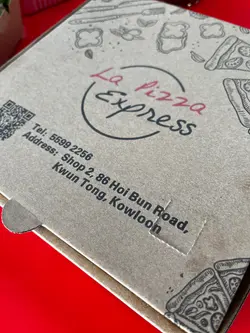 La Pizza
Express
Tel: 5599 2256
Address: Shop 2, 86 Hoi Bun Road,
Kwun Tong, Kowloon